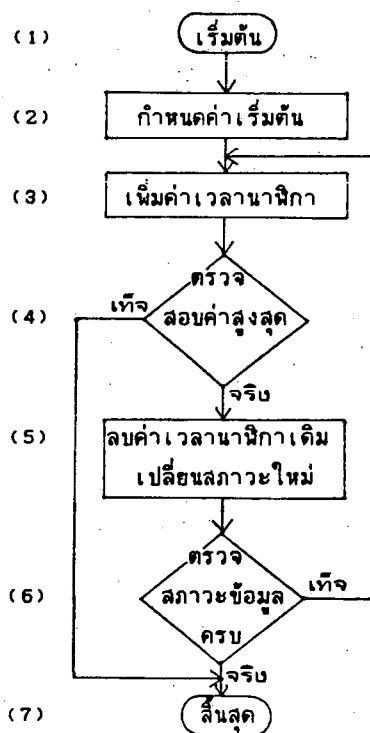 (1) เริ่มต้น
(2) กำหนดค่าเริ่มต้น
(3) เพิ่มค่าเวลานาฬิกา
ตรวจ
เท็จ
(4) สอบค่าสูงสุด
จริง
(5) ลบค่าเวลานาฬิกาเดิม
เปลี่ยนสภาวะใหม่
ตรวจ
เท็จ
(6) สภาวะข้อมูล
ครบ
จริง
(7) สิ้นสุด